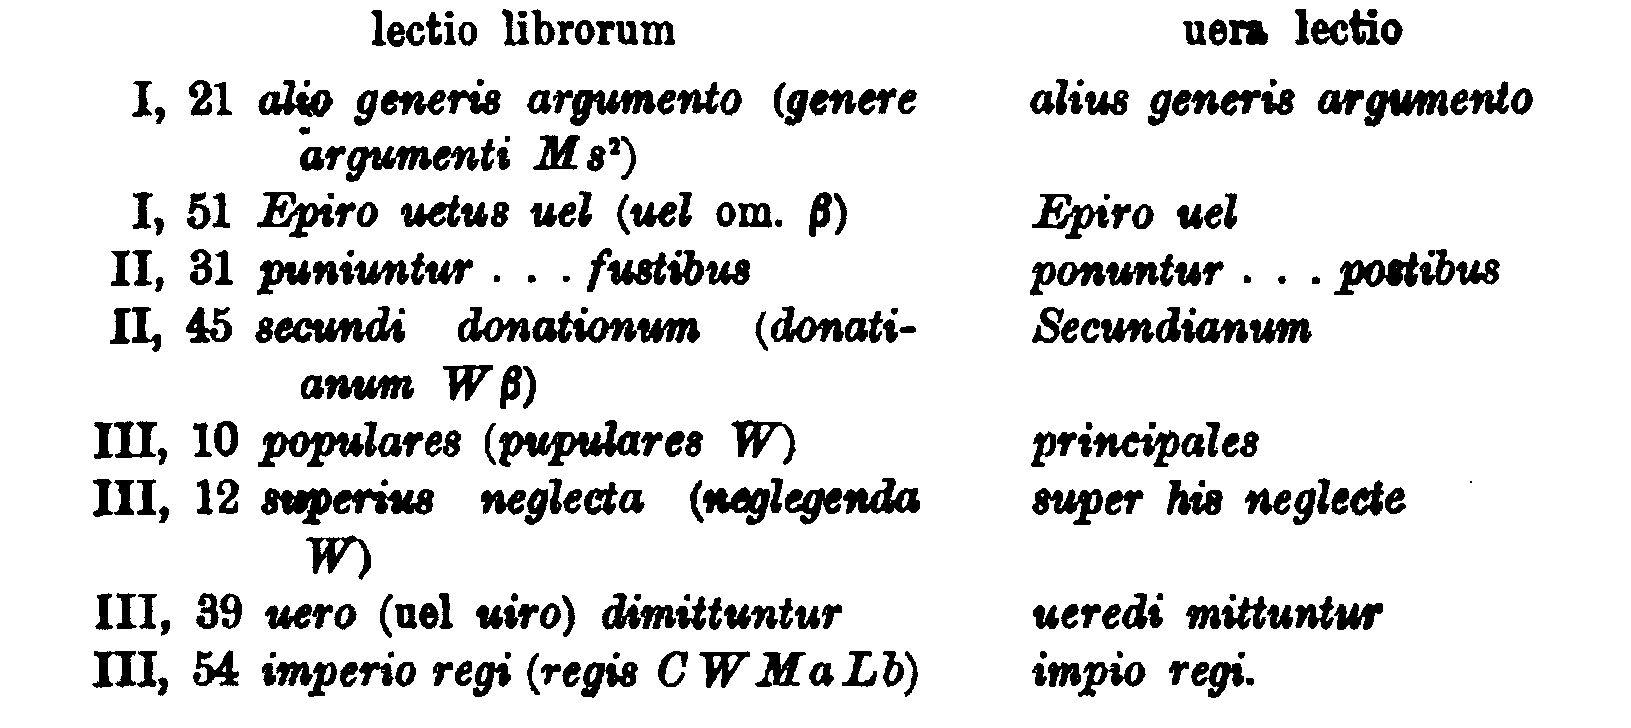 lectio librorum uera lectio
I, 21 alio generis argumento (genere alius generis argumento
argumenti M s²)
I, 51 Epiro uetus uel (uel om. β) Epiro uel
II, 31 puniuntur . . . fustibus ponuntur . . . postibus
II, 45 secundi donationum (donati- Secundianum
anum W β)
III, 10 populares (pupulares W) principales
III, 12 superius neglecta (neglegenda super his neglecte
W)
III, 39 uero (uel uiro) dimittuntur ueredi mittuntur
III, 54 imperio regi (regis C W M a L b) impio regi.